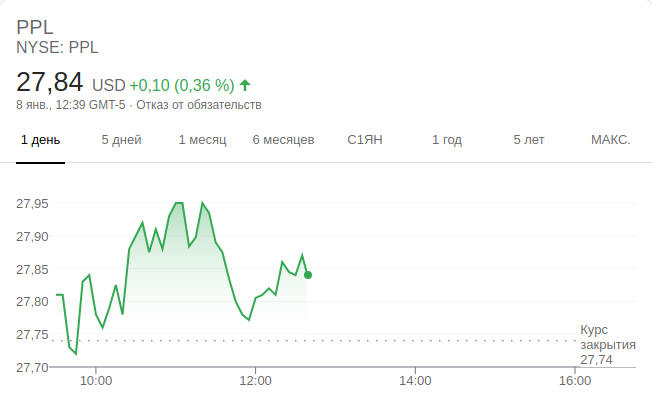 PPL
NYSE: PPL
27,84 USD +0,10 (0,36 %)
8 янв., 12:39 GMT-5 · Отказ от обязательств
1 день 5 дней 1 месяц 6 месяцев С1ЯН 1 год 5 лет МАКС.
27,95
27,90
27,85
27,80
27,75
27,70
Курс
закрытия
27,74
10:00 12:00 14:00 16:00